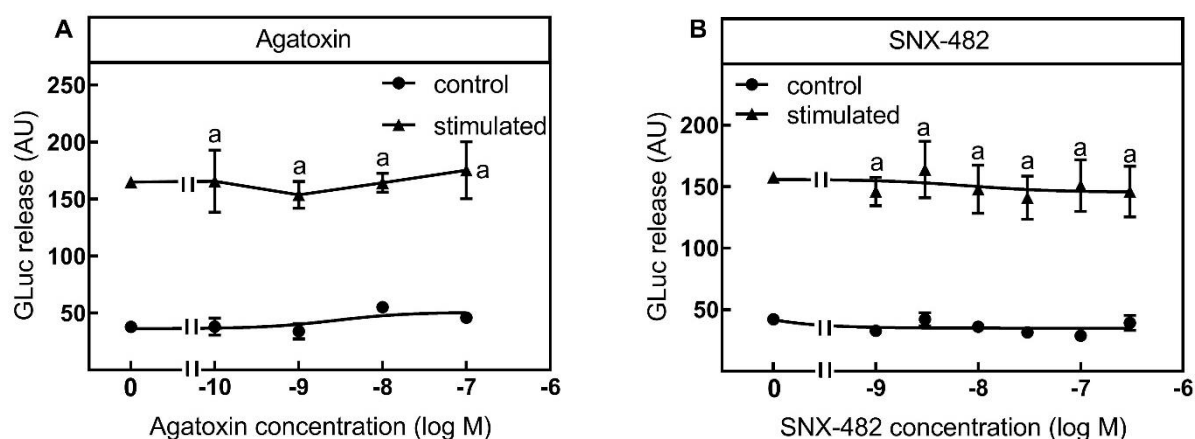 A
Agatoxin
control
stimulated
250
200
150
100
50
a
a
a
a
GLuc release (AU)
0
-10
-9
-8
-7
-6
Agatoxin concentration (log M)
B
SNX-482
control
stimulated
200
150
100
50
a
a
a
a
a
a
GLuc release (AU)
0
-9
-8
-7
-6
SNX-482 concentration (log M)